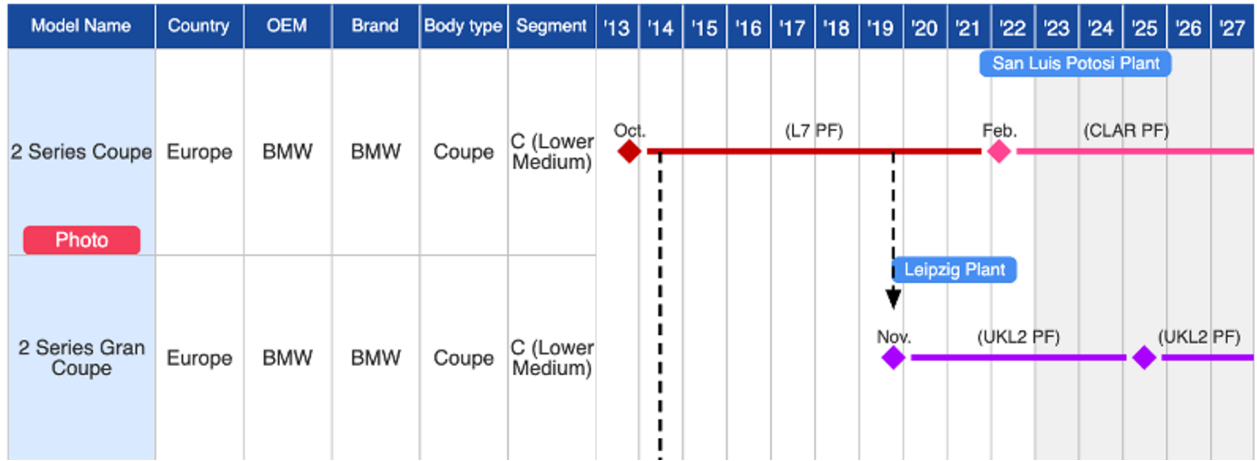 Model Name Country OEM Brand Body type Segment '13 '14 '15 '16 '17 '18 '19 '20 '21 '22 '23 '24 '25 '26 '27
San Luis Potosi Plant
Oct. (L7 PF) Feb. (CLAR PF)
2 Series Coupe Europe BMW BMW Coupe C (Lower
Medium)
Photo
Leipzig Plant
Nov. (UKL2 PF) (UKL2 PF)
2 Series Gran
Coupe Europe BMW BMW Coupe C (Lower
Medium)